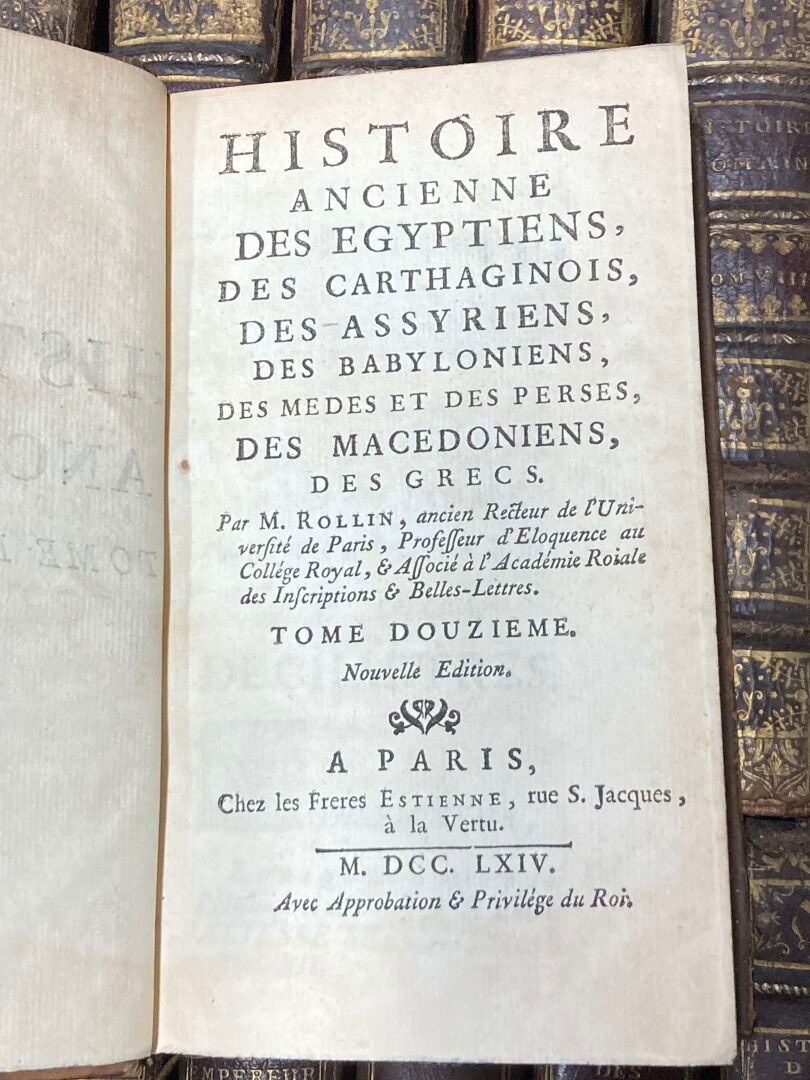 HISTOIRE
ANCIENNE
DES EGYPTIENS,
DES CARTHAGINOIS,
DES ASSYRIENS,
DES BABYLONIENS,
DES MEDES ET DES PERSES,
DES MACEDONIENS,
DES GRECS.
Par M. ROLLIN, ancien Recteur de l'Uni-
verſité de Paris, Profeſſeur d'Eloquence au
Collége Royal, & Aſſocié à l'Académie Roiale
des Inſcriptions & Belles-Lettres.
TOME DOUZIEME.
Nouvelle Edition.
A PARIS,
Chez les Freres ESTIENNE, rue S. Jacques,
à la Vertu.
M. DCC. LXIV.
Avec Approbation & Privilége du Roi.